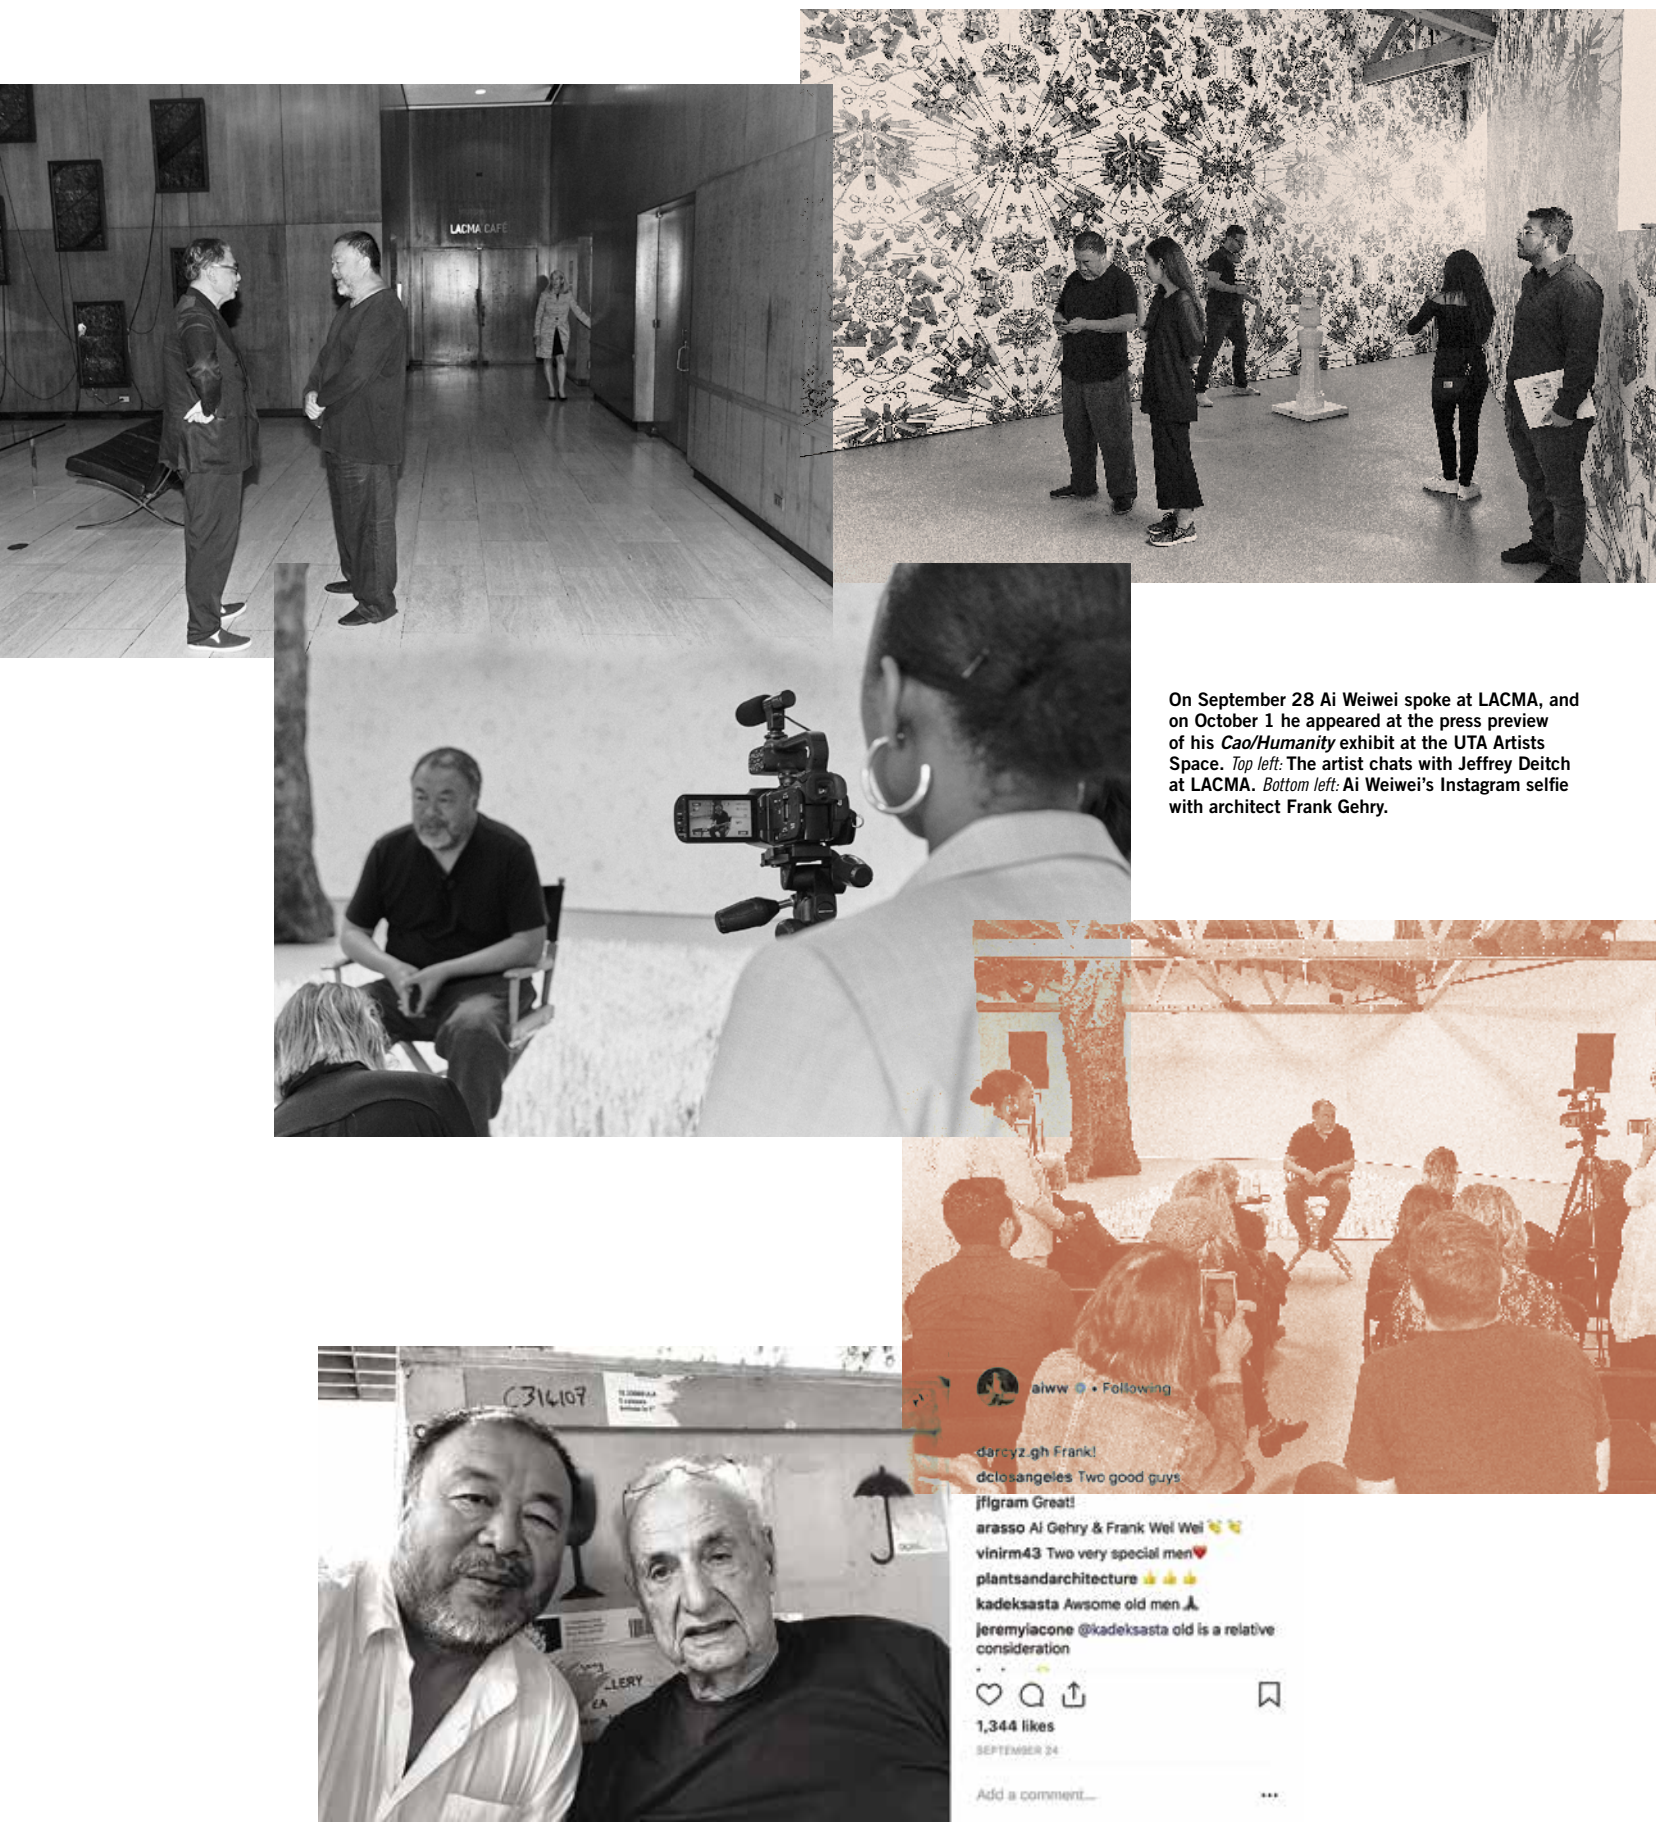 LACMA CAFÉ
On September 28 Ai Weiwei spoke at LACMA, and
on October 1 he appeared at the press preview
of his Cao/Humanity exhibit at the UTA Artists
Space. Top left: The artist chats with Jeffrey Deitch
at LACMA. Bottom left: Ai Weiwei's Instagram selfie
with architect Frank Gehry.
C316107
LERY
EA
aiww • Following
darcyz.gh Frank!
dclosangeles Two good guys
jflgram Great!
arasso Ai Gehry & Frank Wei Wei 👏 👏
vinirm43 Two very special men❤
plantsandarchitecture 👍 👍 👍
kadeksasta Awsome old men 🙏
jeremyiacone @kadeksasta old is a relative
consideration
1,344 likes
SEPTEMBER 24
Add a comment...